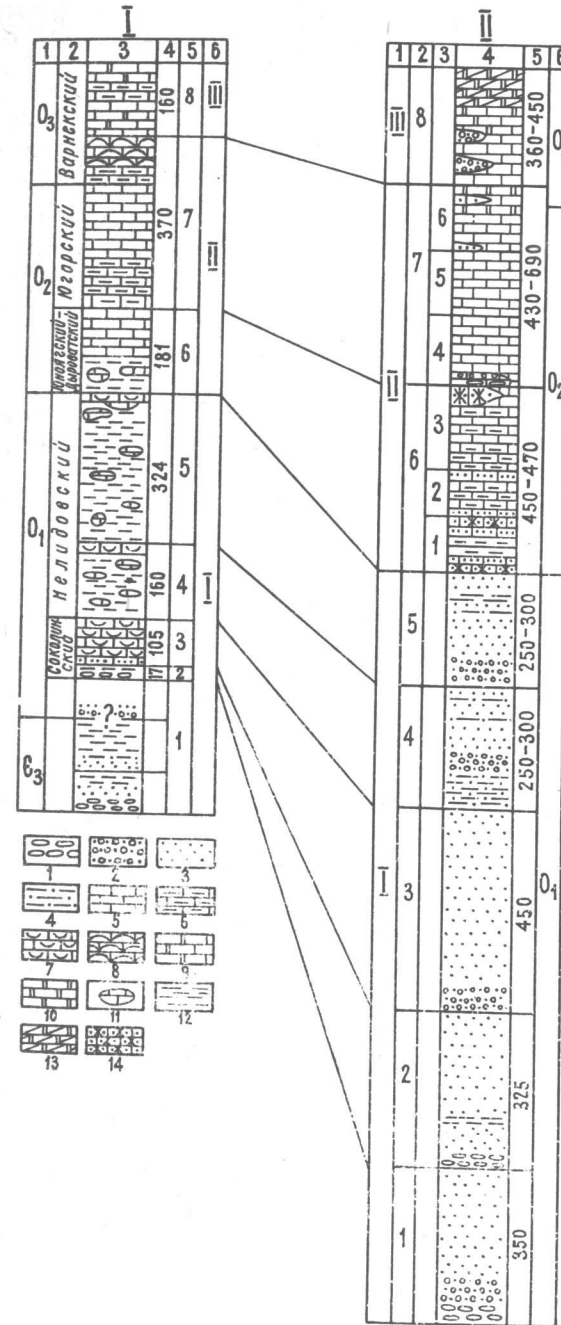 I
1 2 3 4 5 6
O₃ Варнекский 160 8 III
O₂ Югорский 370 7 II
Юнойягский-Дыроватский 181 6
O₁ Нелидовский 324 5 I
160 4
Соколинский 105 3
17 2
? 1
Є₃
1 2 3
4 5 6
7 8 9
10 11 12
13 14
II
1 2 3 4 5 6
III 8 360-450 O
II 7 6 430-690
5
4 O₂
6 3 450-470
2
1
I 5 250-300 O₁
4 250-300
3 450
2 325
1 350